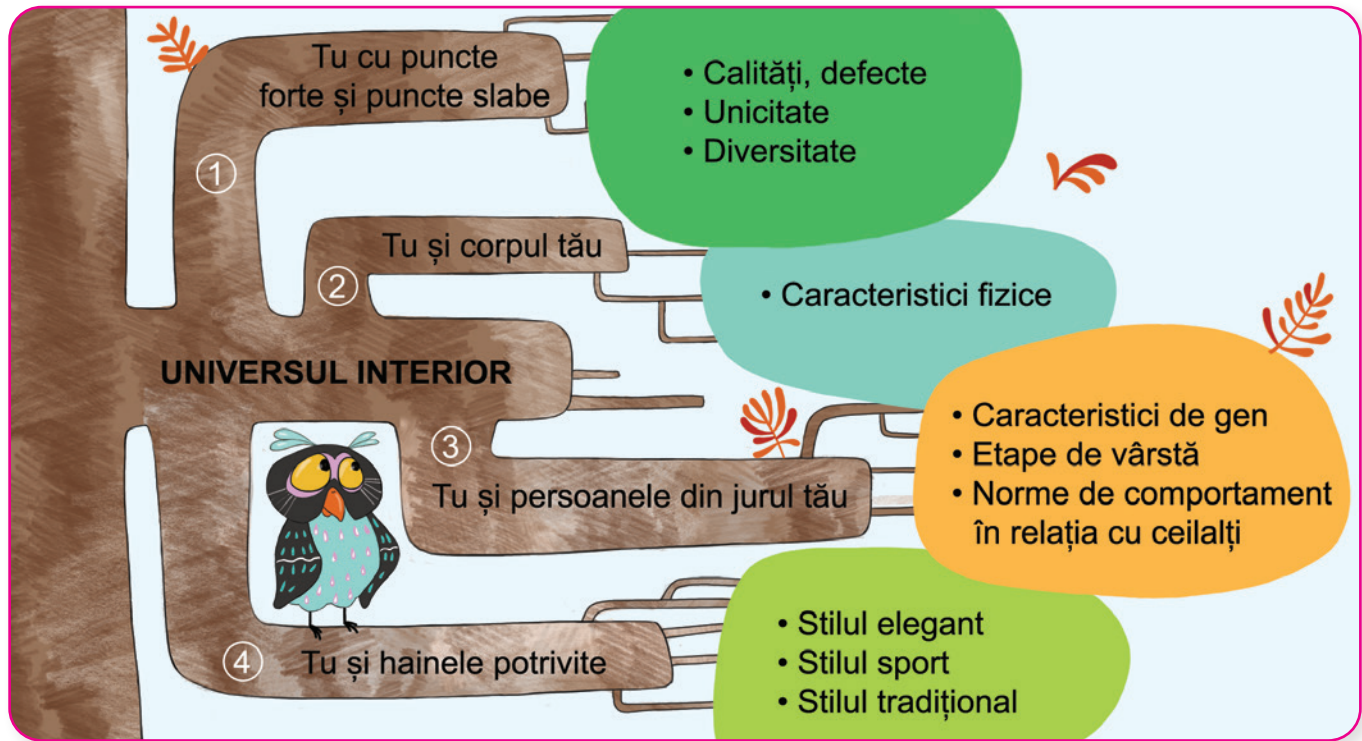 Tu cu puncte
forte și puncte slabe
• Calități, defecte
• Unicitate
• Diversitate
1
Tu și corpul tău
2
• Caracteristici fizice
UNIVERSUL INTERIOR
3
Tu și persoanele din jurul tău
• Caracteristici de gen
• Etape de vârstă
• Norme de comportament
în relația cu ceilalți
4
Tu și hainele potrivite
• Stilul elegant
• Stilul sport
• Stilul tradițional